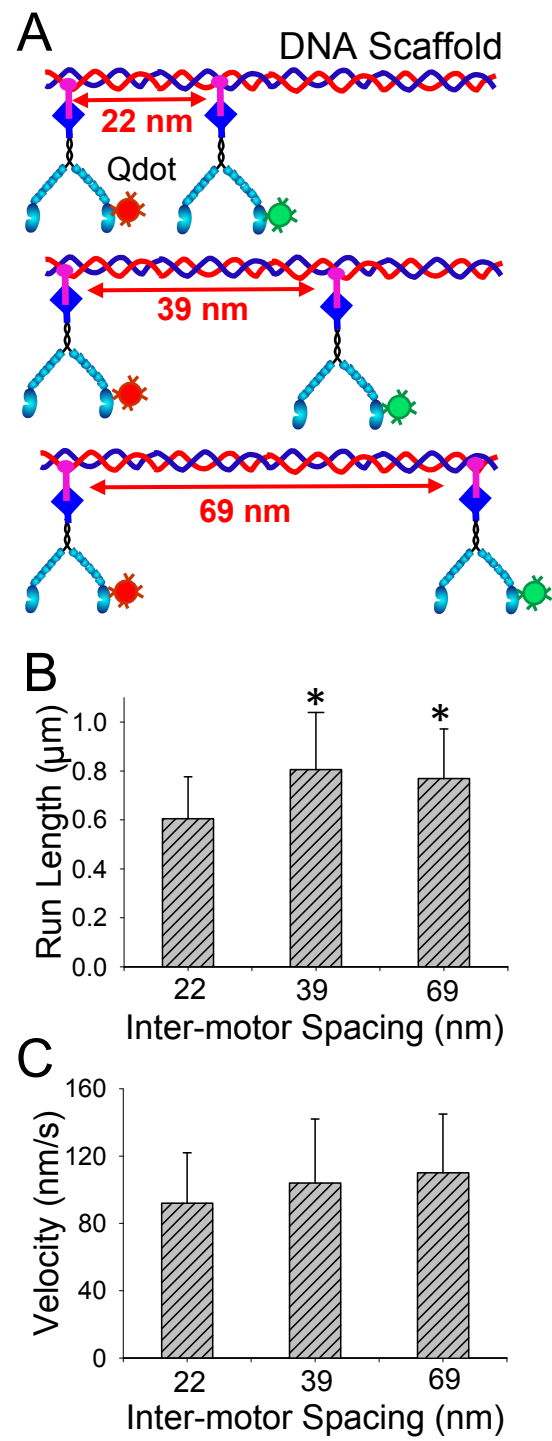 A
DNA Scaffold
22 nm
Qdot
39 nm
69 nm
B
Run Length (µm)
1.0
0.8
0.6
0.4
0.2
0.0
* *
22 39 69
Inter-motor Spacing (nm)
C
Velocity (nm/s)
160
120
80
40
0
22 39 69
Inter-motor Spacing (nm)